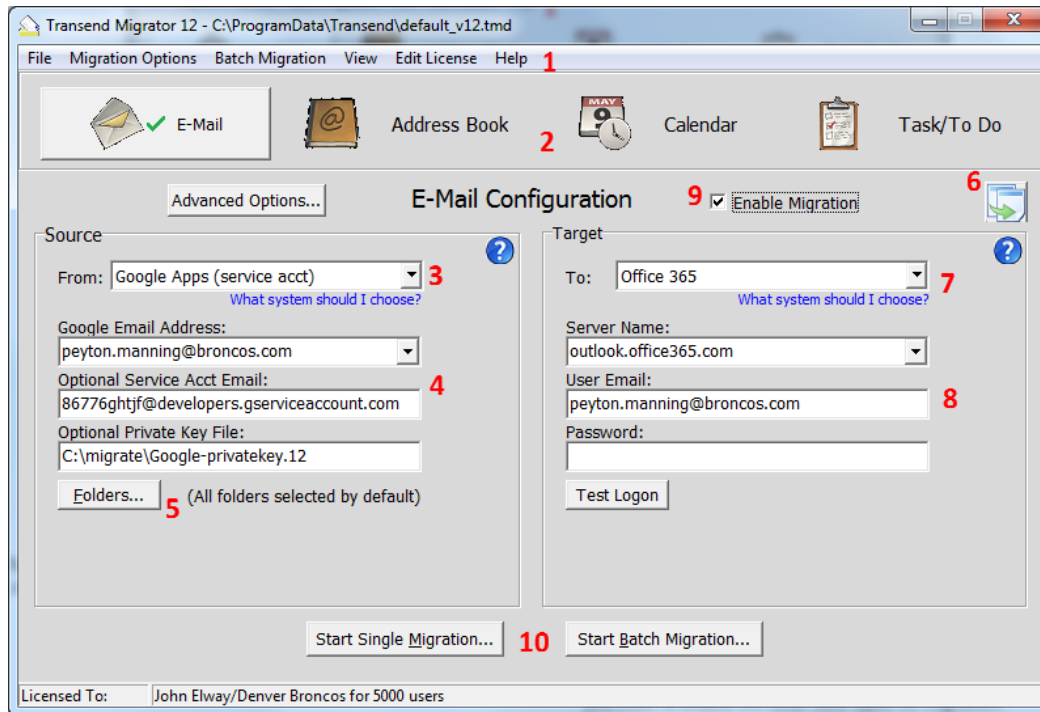 Transend Migrator 12 - C:\ProgramData\Transend\default_v12.tmd
File Migration Options Batch Migration View Edit License Help 1
E-Mail
MAY
9
Address Book 2 Calendar Task/To Do
Advanced Options... E-Mail Configuration 9 Enable Migration 6
Source Target
From: Google Apps (service acct) 3 To: Office 365 7
What system should I choose? What system should I choose?
Google Email Address: Server Name:
peyton.manning@broncos.com outlook.office365.com
Optional Service Acct Email: 4 User Email:
86776ghtjf@developers.gserviceaccount.com peyton.manning@broncos.com 8
Optional Private Key File: Password:
C:\migrate\Google-privatekey.12
Folders... 5 (All folders selected by default) Test Logon
Start Single Migration... 10 Start Batch Migration...
Licensed To: John Elway/Denver Broncos for 5000 users